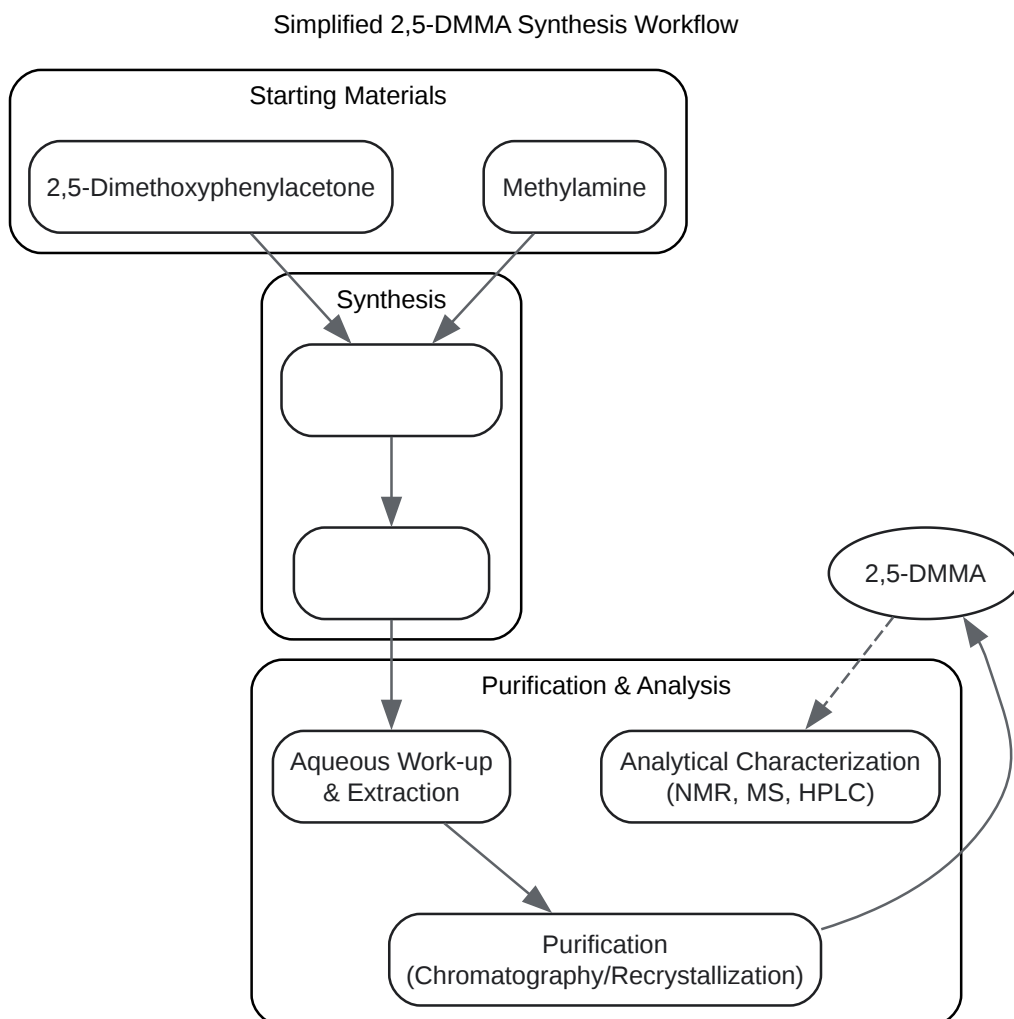 Simplified 2,5-DMMA Synthesis Workflow
Starting Materials
2,5-Dimethoxyphenylacetone
Methylamine
Synthesis
2,5-DMMA
Purification & Analysis
Aqueous Work-up
& Extraction
Analytical Characterization
(NMR, MS, HPLC)
Purification
(Chromatography/Recrystallization)